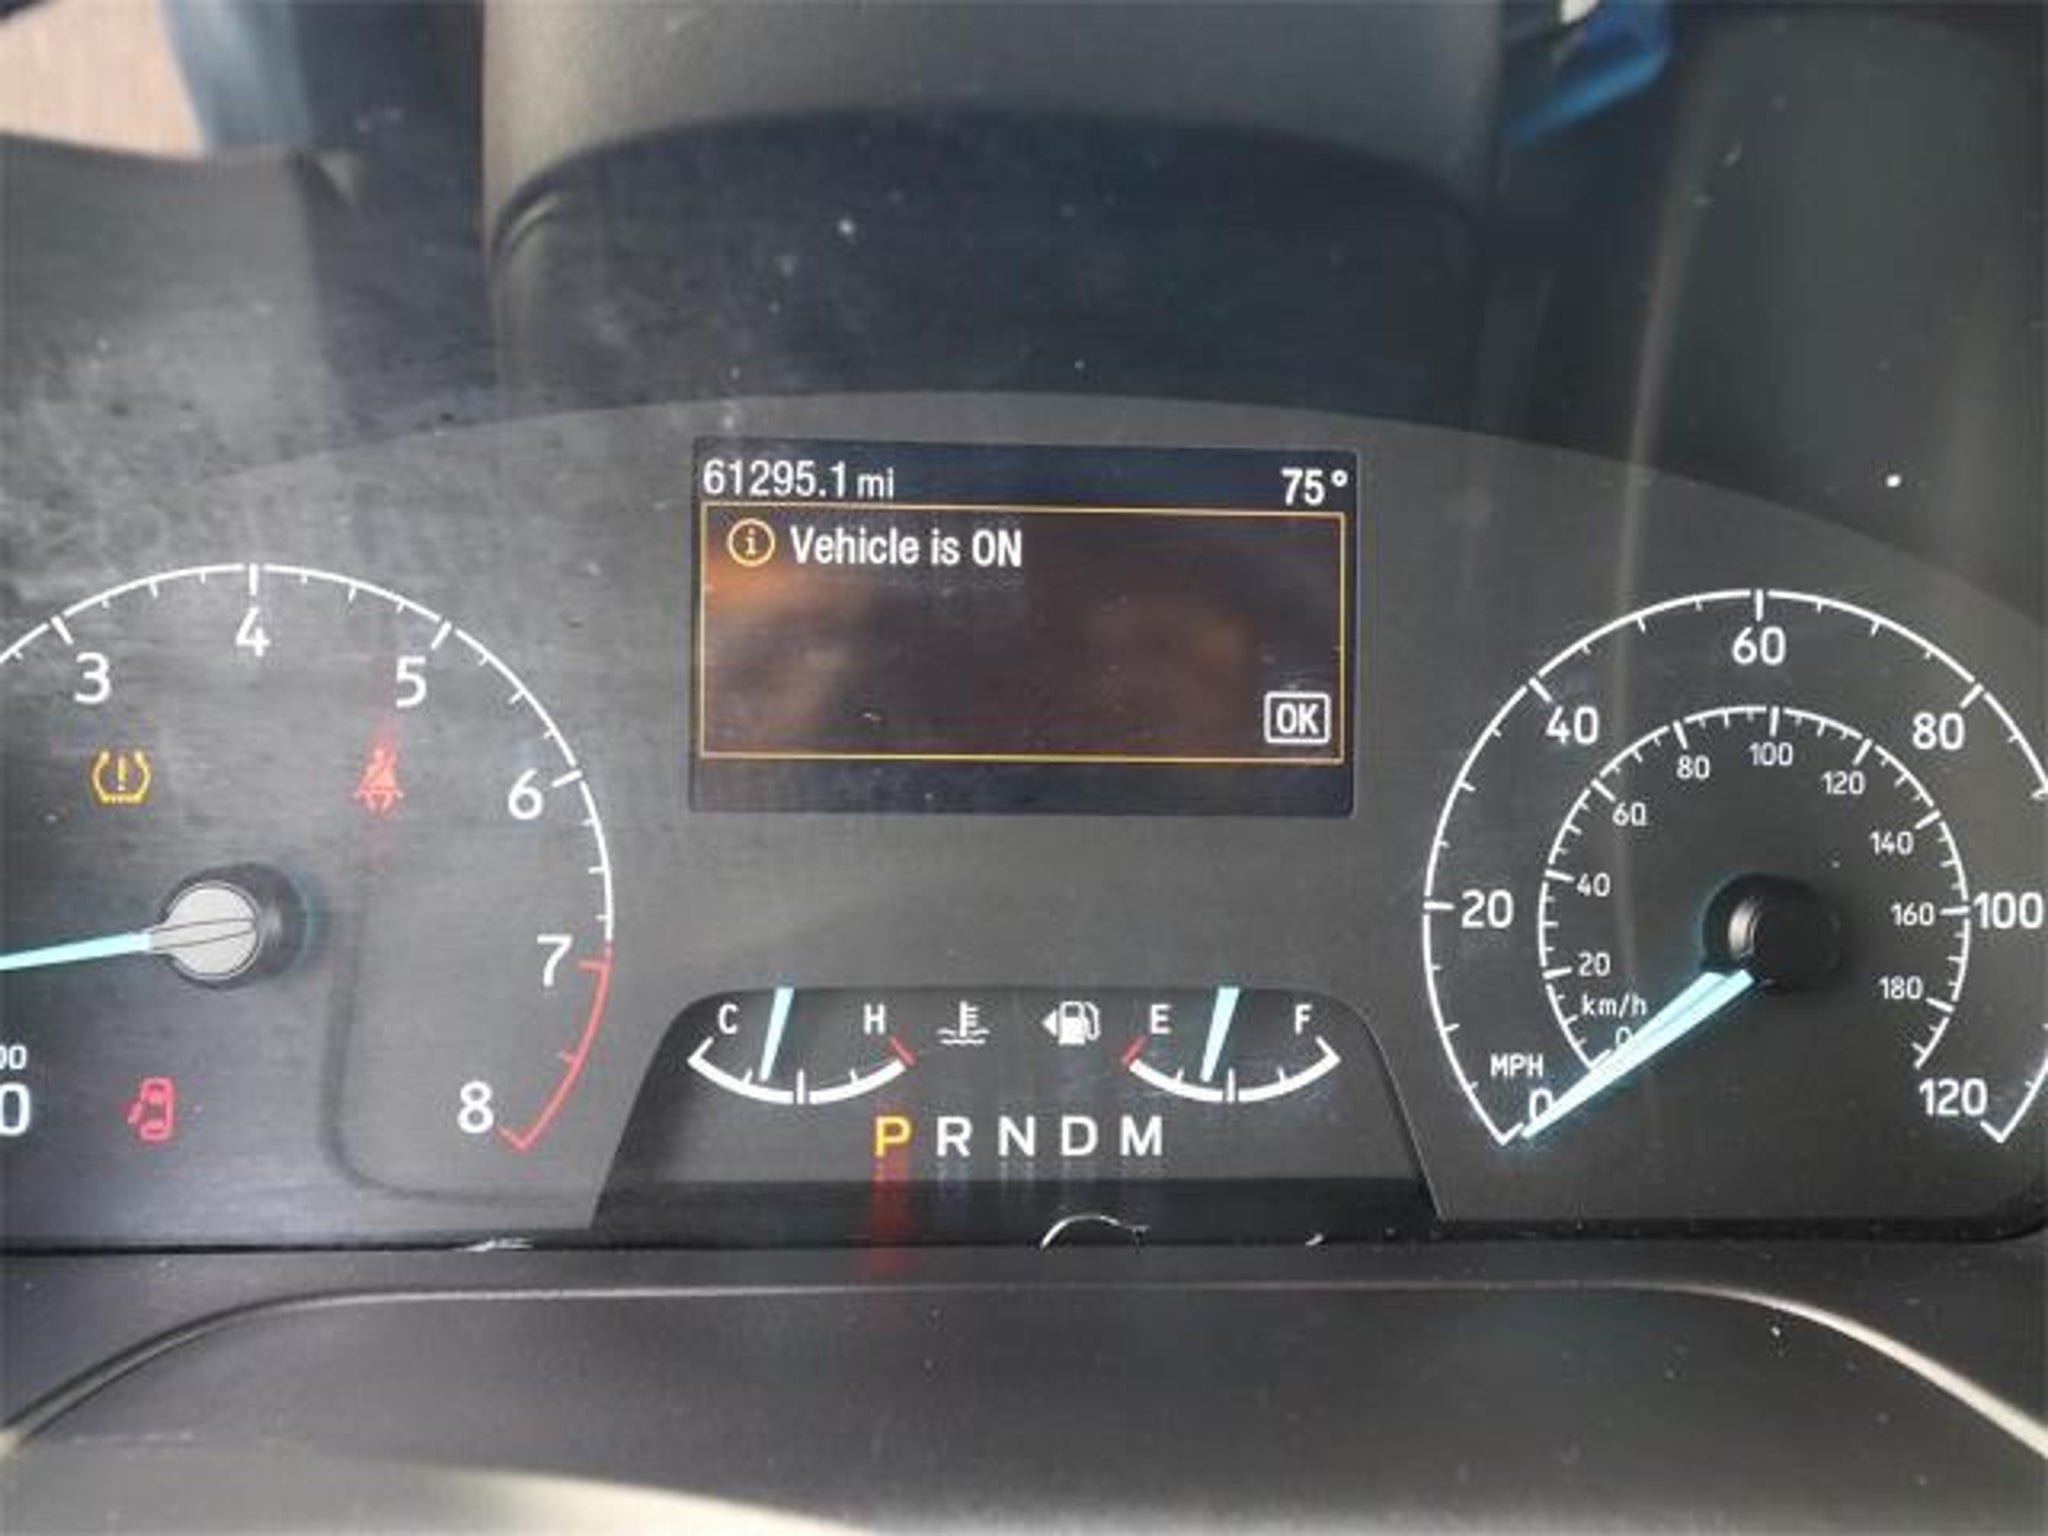 61295.1 mi 75°
i Vehicle is ON
OK
3 4 5 6 7 8
C H E F
P R N D M
MPH
0 20 40 60 80 100 120
km/h
0 20 40 60 80 100 120 140 160 180